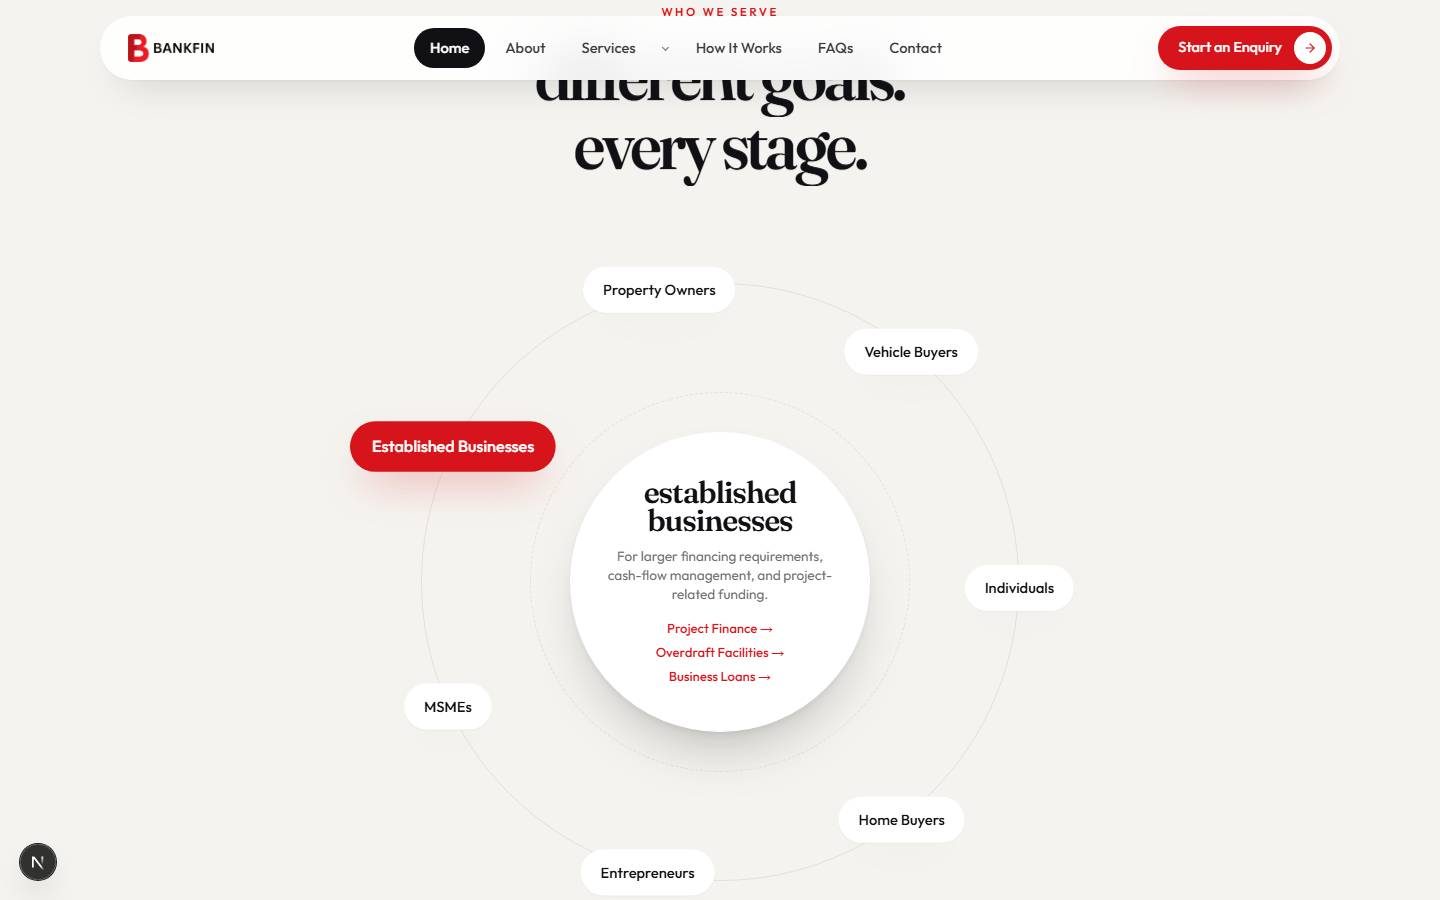 WHO WE SERVE
BANKFIN
Home
About
Services
How It Works
FAQs
Contact
Start an Enquiry →
different goals.
every stage.
Property Owners
Vehicle Buyers
Established Businesses
established
businesses
For larger financing requirements,
cash-flow management, and project-
related funding.
Project Finance →
Overdraft Facilities →
Business Loans →
Individuals
MSMEs
Home Buyers
Entrepreneurs
N